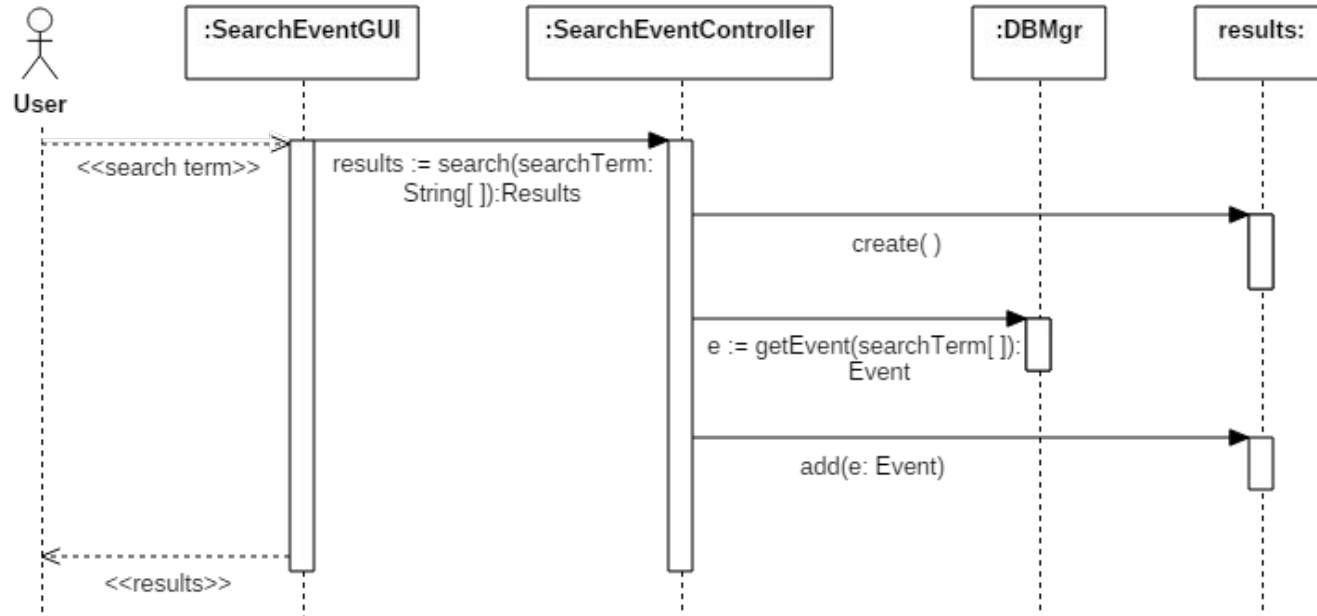 :SearchEventGUI
:SearchEventController
:DBMgr
results:
User
<<search term>>
results := search(searchTerm:
String[ ]):Results
create( )
e := getEvent(searchTerm[ ]):
Event
add(e: Event)
<<results>>